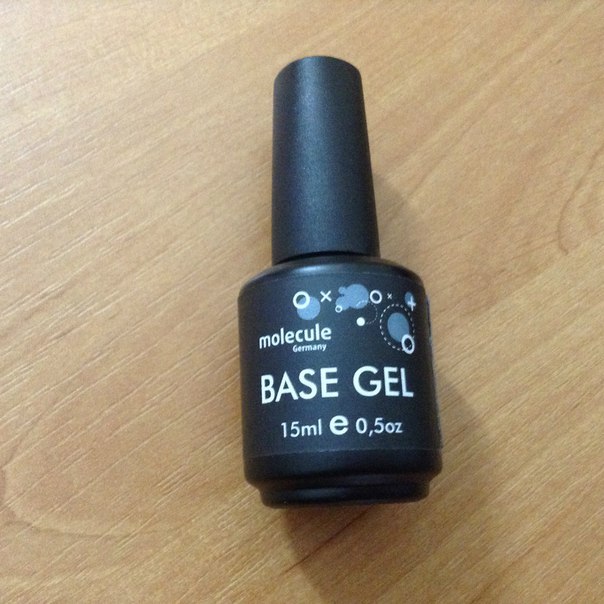 molecule
Germany
BASE GEL
15ml e 0,5oz